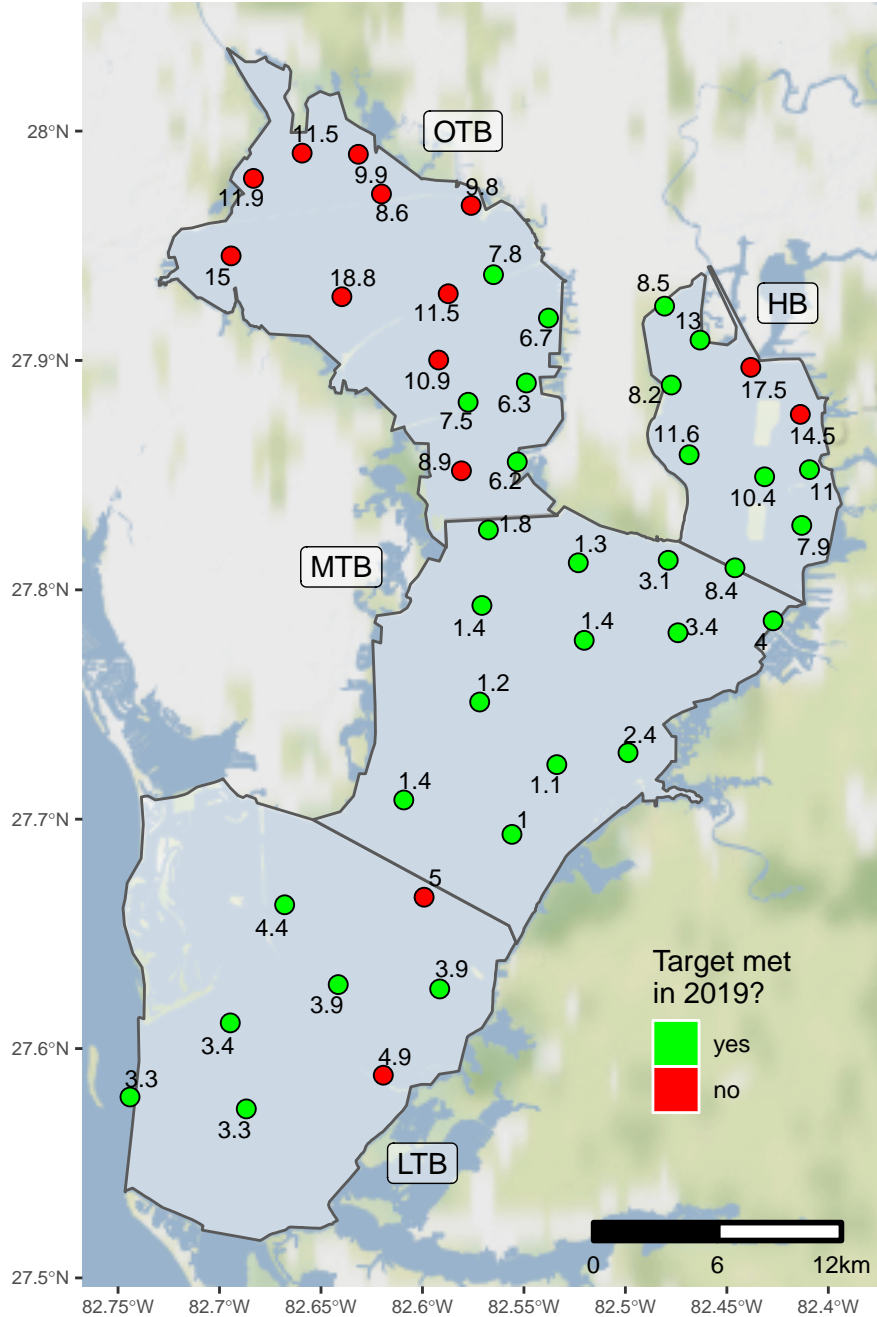 28°N
27.9°N
27.8°N
27.7°N
27.6°N
27.5°N
OTB
11.5
9.9
11.9
8.6
9.8
15
18.8
7.8
11.5
6.7
10.9
7.5
6.3
8.9
6.2
HB
8.5
13
17.5
8.2
14.5
11.6
10.4
11
7.9
8.4
MTB
1.8
1.3
3.1
1.4
1.4
3.4
4
1.2
2.4
1.1
1.4
1
5
4.4
3.9
3.9
3.4
4.9
3.3
3.3
LTB
Target met
in 2019?
yes
no
0 6 12km
82.75°W 82.7°W 82.65°W 82.6°W 82.55°W 82.5°W 82.45°W 82.4°W